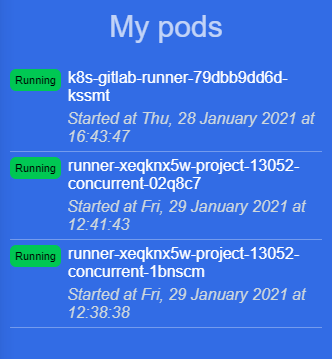 My pods
Running
k8s-gitlab-runner-79dbb9dd6d-
kssmt
Started at Thu, 28 January 2021 at
16:43:47
Running
runner-xeqknx5w-project-13052-
concurrent-02q8c7
Started at Fri, 29 January 2021 at
12:41:43
Running
runner-xeqknx5w-project-13052-
concurrent-1bnscm
Started at Fri, 29 January 2021 at
12:38:38